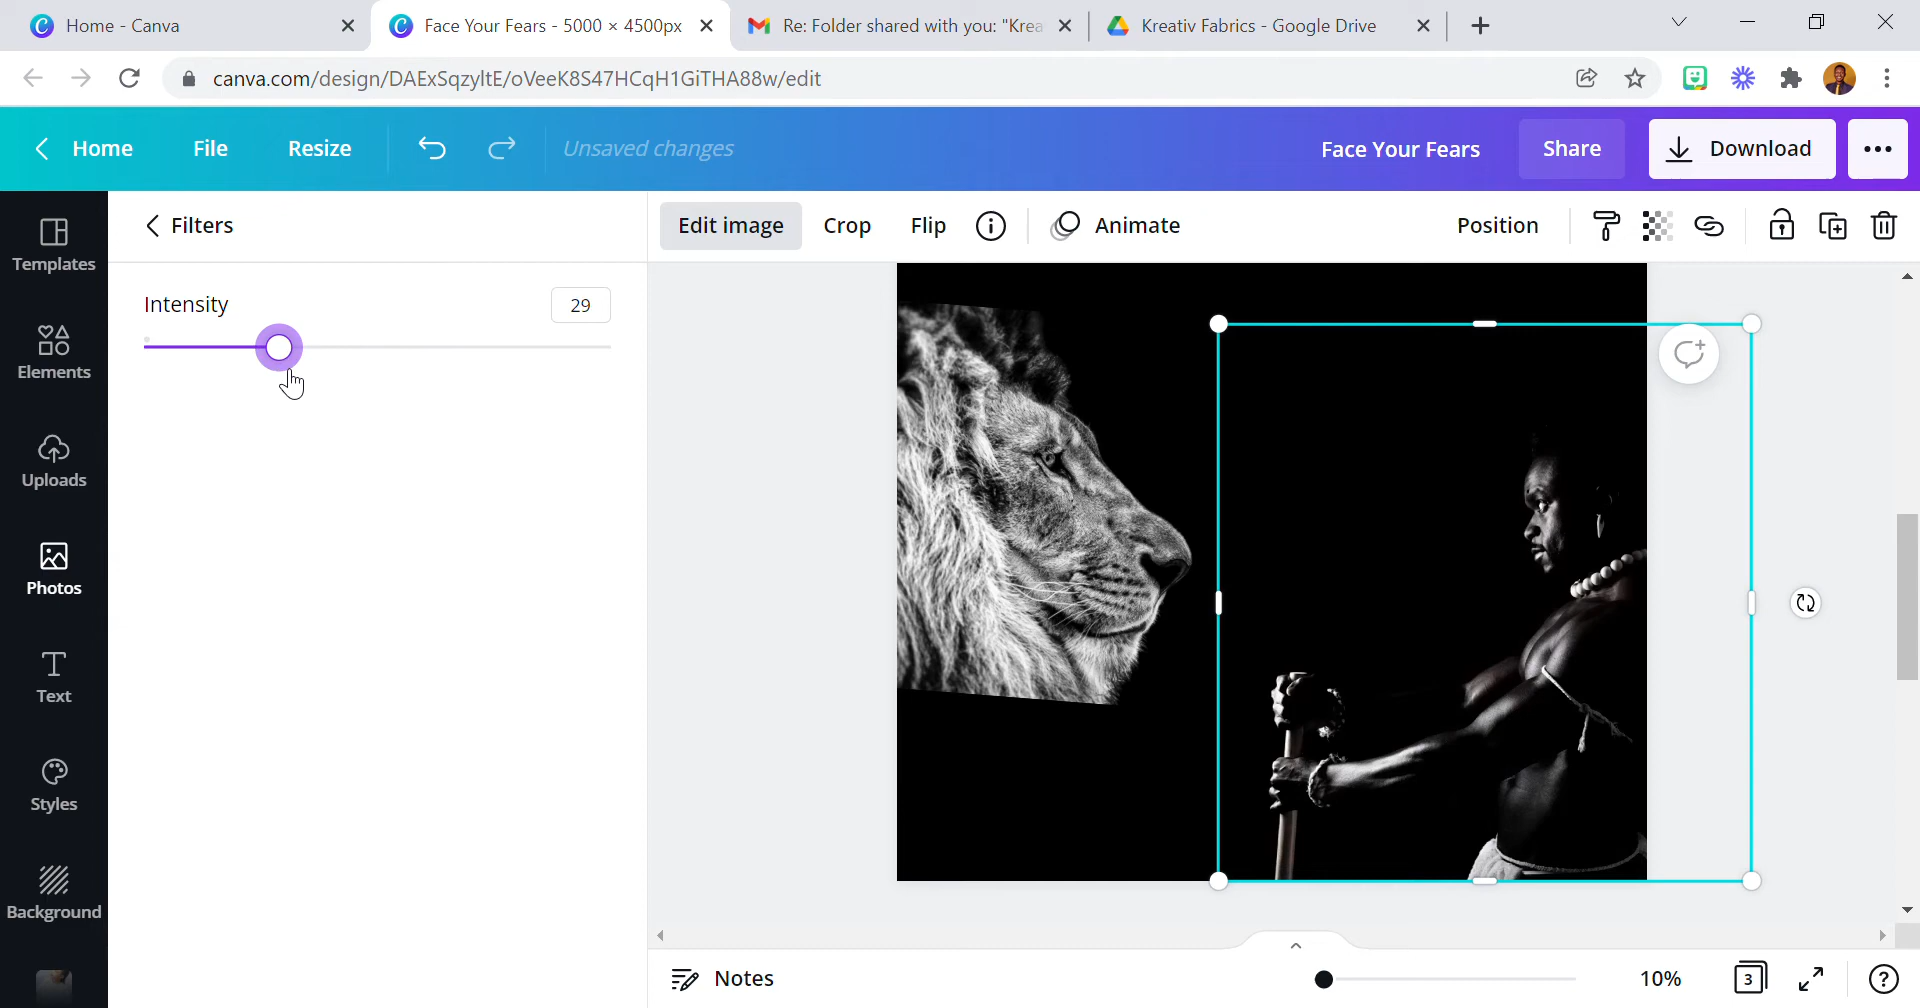 Home - Canva
Face Your Fears - 5000 × 4500px
Re: Folder shared with you: "Krea
Kreativ Fabrics - Google Drive
canva.com/design/DAExSqzyltE/oVeeK8S47HCqH1GiTHA88w/edit
Home File Resize Unsaved changes Face Your Fears Share Download
Filters
Edit image Crop Flip Animate Position
Intensity 29
Templates
Elements
Uploads
Photos
Text
Styles
Background
Notes 10% 3